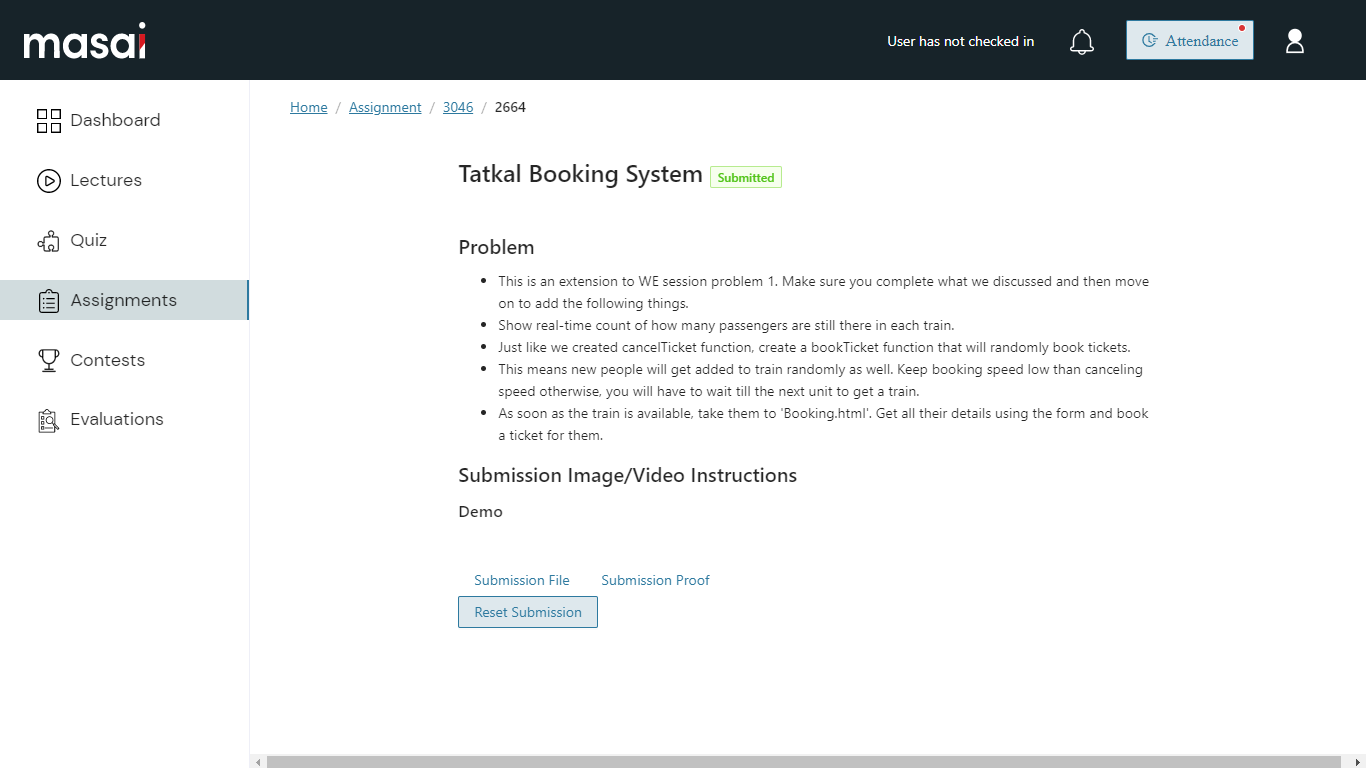 masai
User has not checked in
Attendance
Dashboard
Lectures
Quiz
Assignments
Contests
Evaluations
Home / Assignment / 3046 / 2664
Tatkal Booking System Submitted
Problem
• This is an extension to WE session problem 1. Make sure you complete what we discussed and then move
on to add the following things.
• Show real-time count of how many passengers are still there in each train.
• Just like we created cancelTicket function, create a bookTicket function that will randomly book tickets.
• This means new people will get added to train randomly as well. Keep booking speed low than canceling
speed otherwise, you will have to wait till the next unit to get a train.
• As soon as the train is available, take them to 'Booking.html'. Get all their details using the form and book
a ticket for them.
Submission Image/Video Instructions
Demo
Submission File Submission Proof
Reset Submission